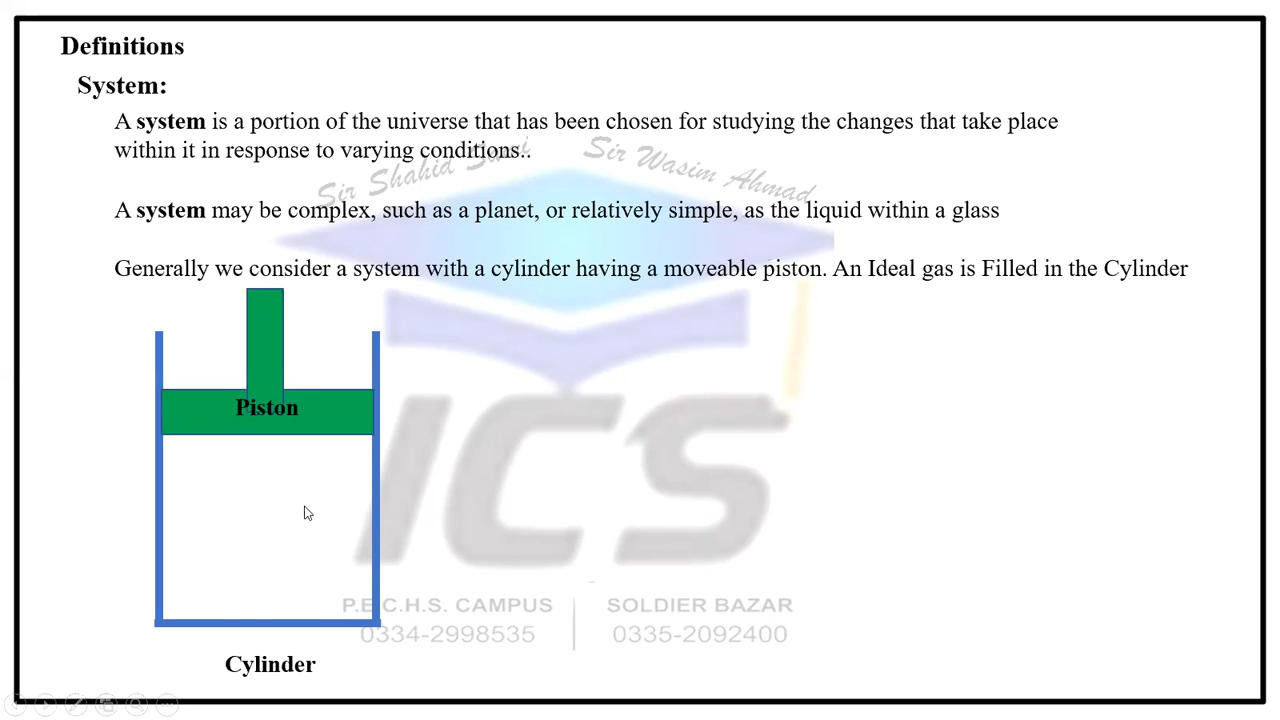 Definitions
System:
A system is a portion of the universe that has been chosen for studying the changes that take place
within it in response to varying conditions..
Sir Shahid Sami Sir Wasim Ahmad
A system may be complex, such as a planet, or relatively simple, as the liquid within a glass
Generally we consider a system with a cylinder having a moveable piston. An Ideal gas is Filled in the Cylinder
Piston
ICS
P.E.C.H.S. CAMPUS
SOLDIER BAZAR
0334-2998535
0335-2092400
Cylinder